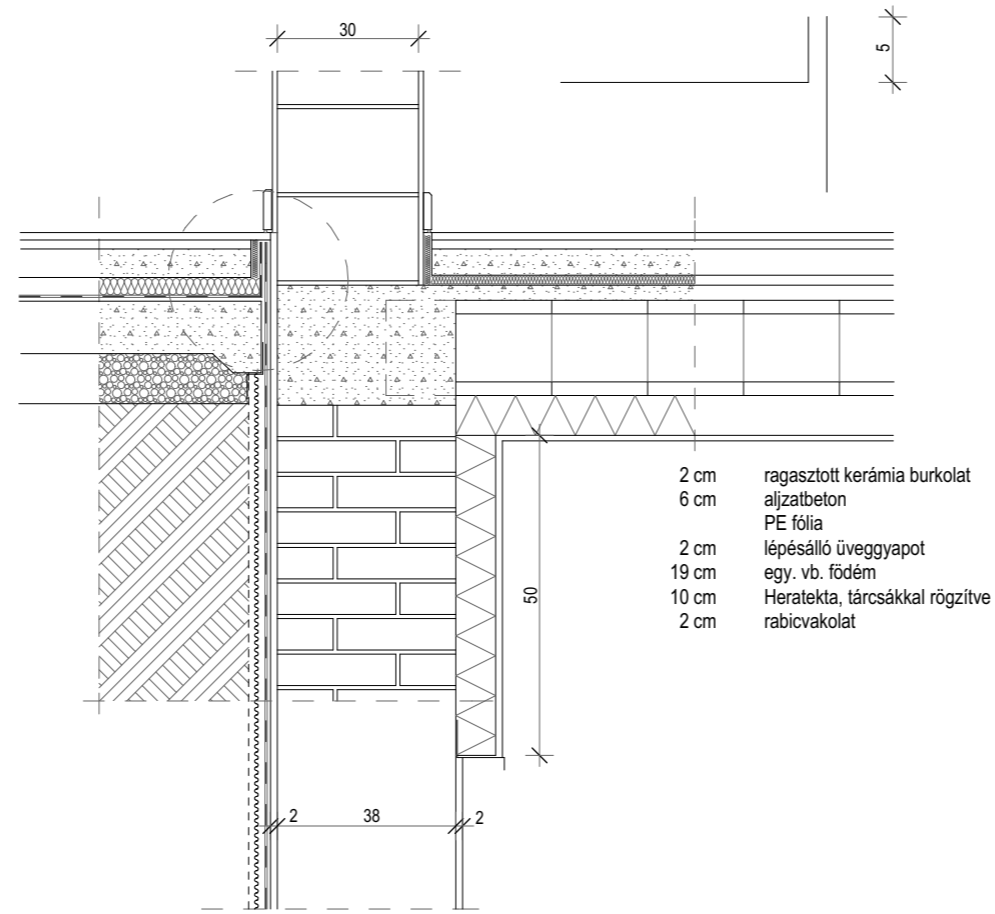 30
5
2 cm ragasztott kerámia burkolat
6 cm aljzatbeton
PE fólia
2 cm lépésálló üveggyapot
19 cm egy. vb. födém
10 cm Heratekta, tárcsákkal rögzítve
2 cm rabicvakolat
50
2 38 2